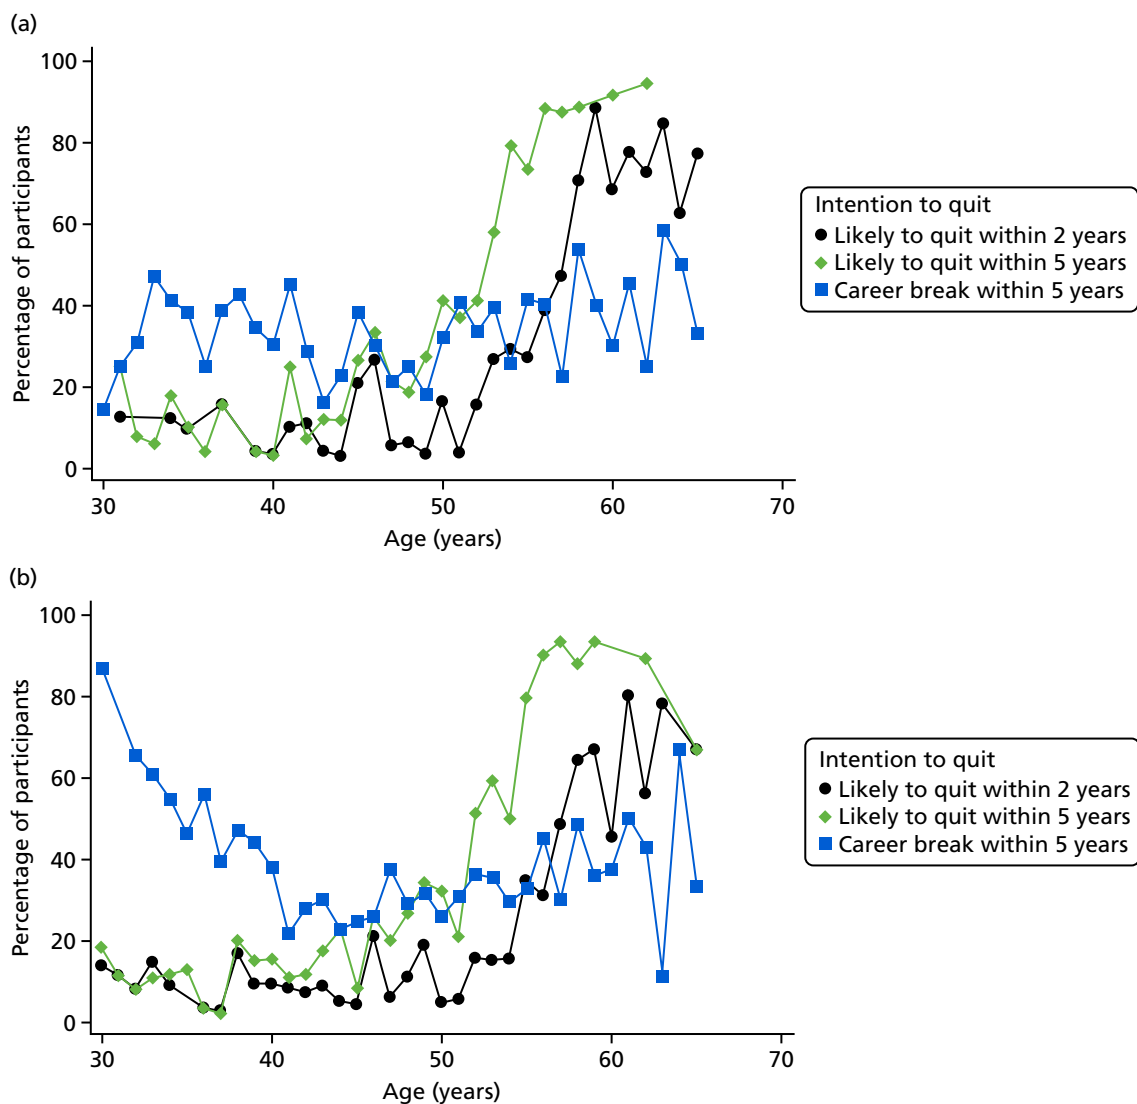 (a)
100
80
60
40
20
0
Percentage of participants
30 40 50 60 70
Age (years)
Intention to quit
Likely to quit within 2 years
Likely to quit within 5 years
Career break within 5 years
(b)
100
80
60
40
20
0
Percentage of participants
30 40 50 60 70
Age (years)
Intention to quit
Likely to quit within 2 years
Likely to quit within 5 years
Career break within 5 years